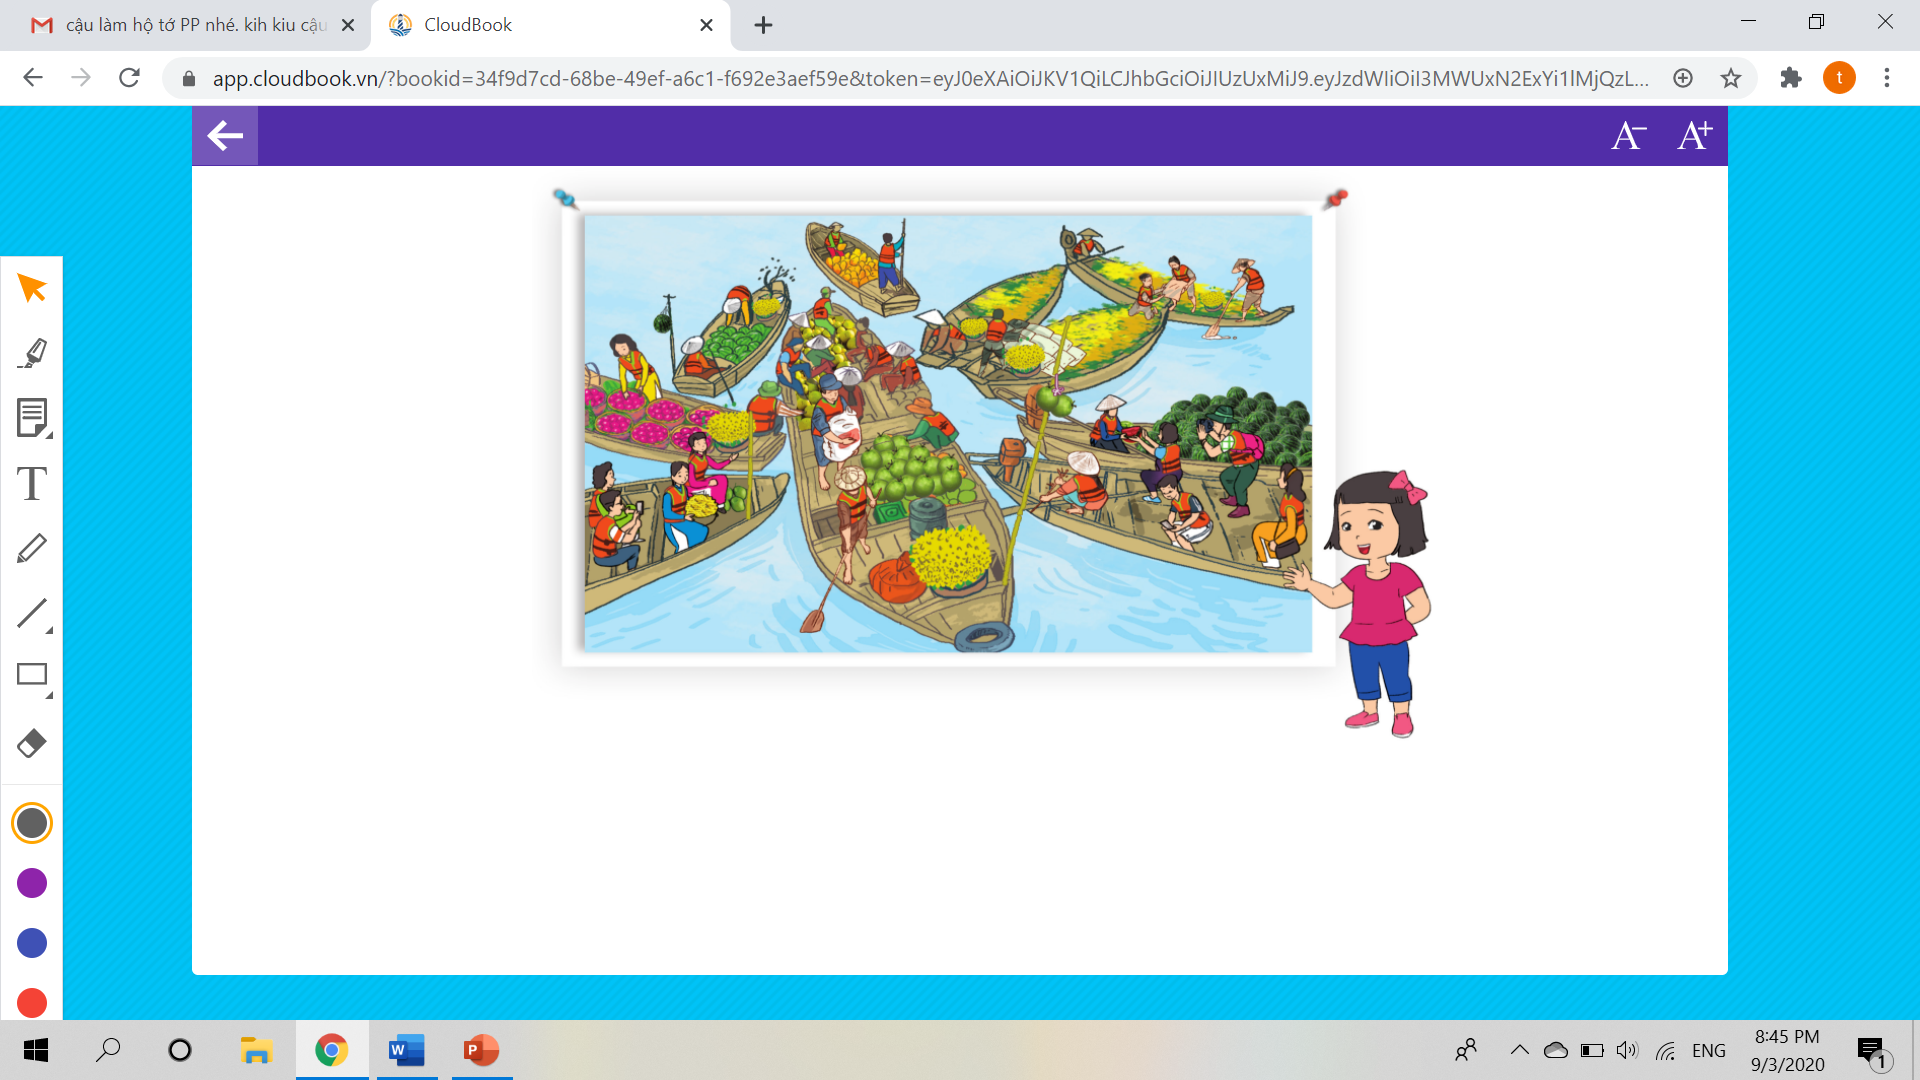 cậu làm hộ tớ PP nhé. kih kiu cậu
CloudBook
app.cloudbook.vn/?bookid=34f9d7cd-68be-49ef-a6c1-f692e3aef59e&token=eyJ0eXAiOiJKV1QiLCJhbGciOiJIUzUxMiJ9.eyJzdWIiOiI3MWUxN2ExYi1lMjQzL...
t
A- A+
T
W
P
ENG
8:45 PM
9/3/2020
1